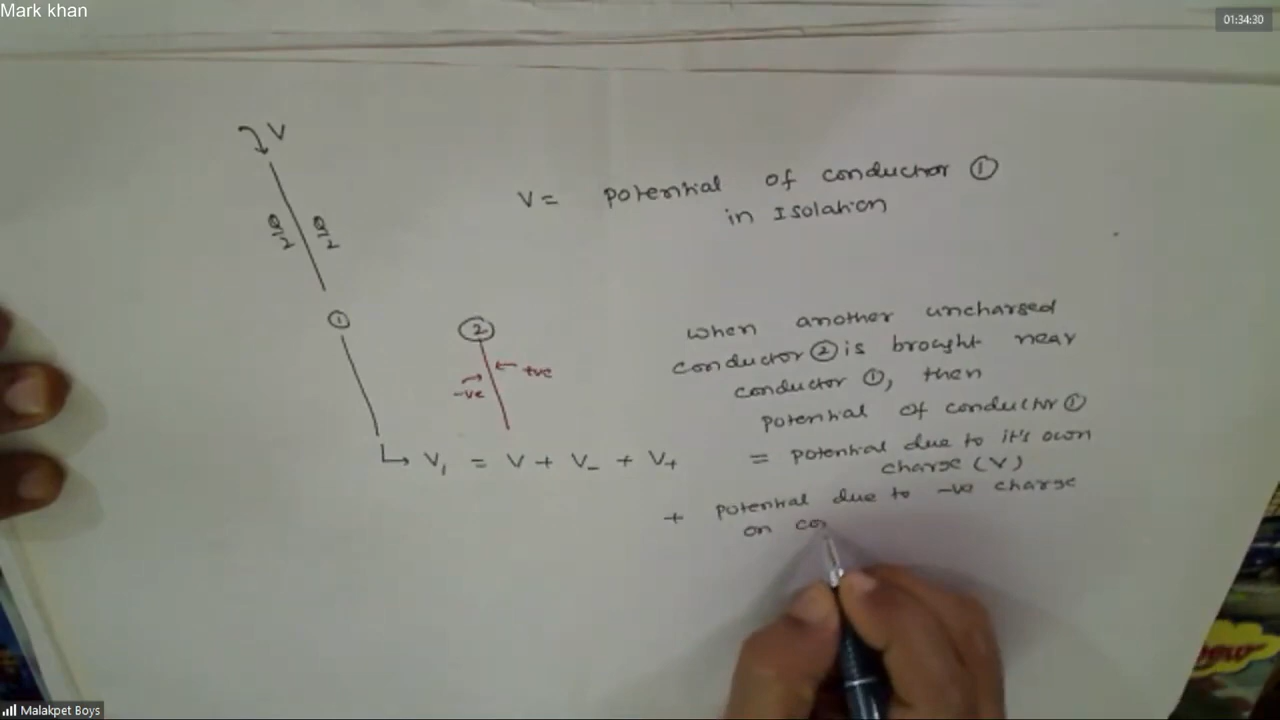 Mark khan
01:34:30
V
Q/2 Q/2
V = potential of conductor ①
in Isolation
①
②
← +ve
→
-ve
V₁ = V + V₋ + V₊
when another uncharged
conductor ② is brought near
conductor ①, then
potential of conductor ①
= potential due to it's own
charge (V)
+ potential due to -ve charge
on co
Malakpet Boys